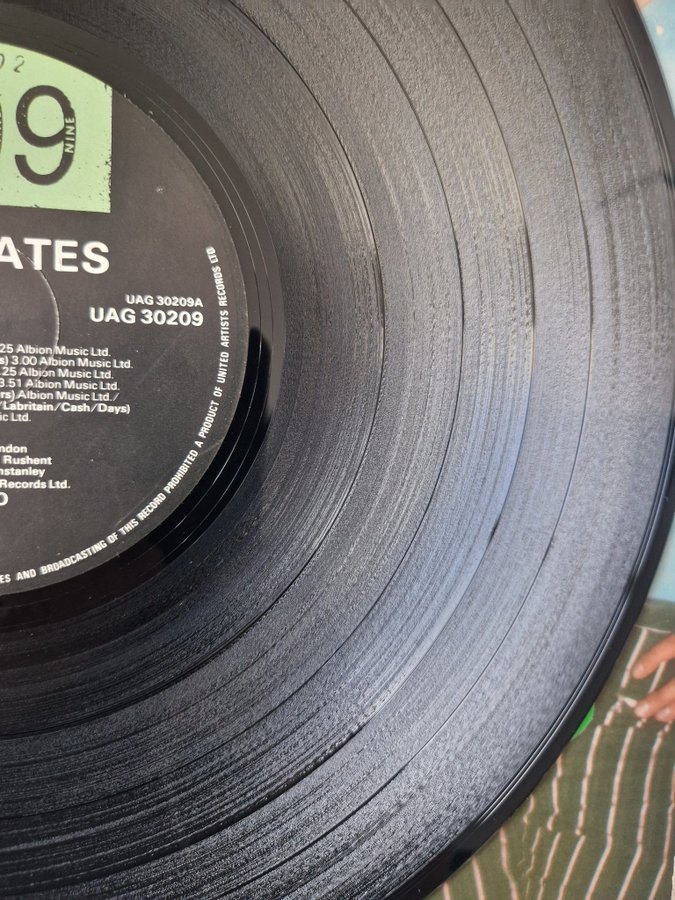 02
9
NINE
ATES
UAG 30209A
UAG 30209
25 Albion Music Ltd.
s) 3.00 Albion Music Ltd.
.25 Albion Music Ltd.
3.51 Albion Music Ltd.
rs) Albion Music Ltd./
/Labritain/Cash/Days)
ic Ltd.
ndon
Rushent
nstanley
Records Ltd.
O
ES AND BROADCASTING OF THIS RECORD PROHIBITED A PRODUCT OF UNITED ARTISTS RECORDS LTD